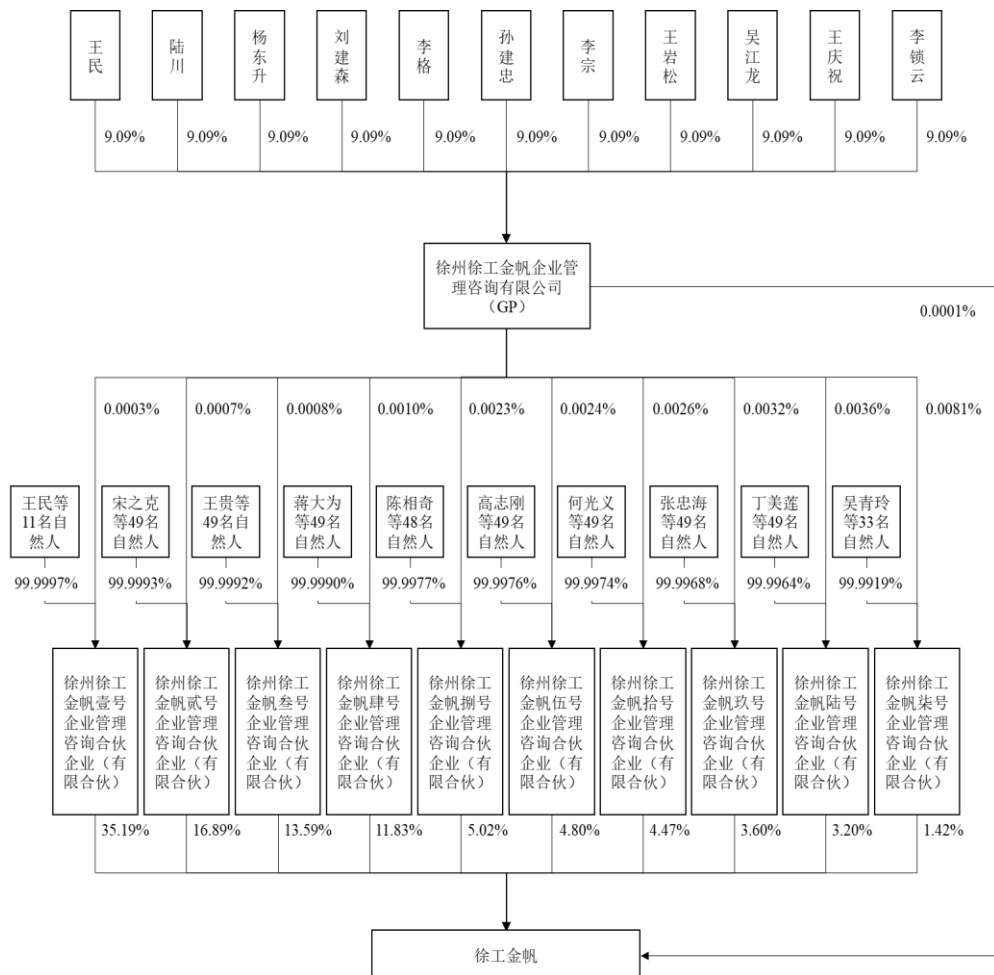 王民
陆川
杨东升
刘建森
李格
孙建忠
李宗
王岩松
吴江龙
王庆祝
李锁云
9.09%
9.09%
9.09%
9.09%
9.09%
9.09%
9.09%
9.09%
9.09%
9.09%
9.09%
徐州徐工金帆企业管
理咨询有限公司
（GP）
0.0001%
0.0003%
0.0007%
0.0008%
0.0010%
0.0023%
0.0024%
0.0026%
0.0032%
0.0036%
0.0081%
王民等
11名自
然人
宋之克
等49名
自然人
王贵等
49名自
然人
蒋大为
等49名
自然人
陈相奇
等48名
自然人
高志刚
等49名
自然人
何光义
等49名
自然人
张忠海
等49名
自然人
丁美莲
等49名
自然人
吴青玲
等33名
自然人
99.9997%
99.9993%
99.9992%
99.9990%
99.9977%
99.9976%
99.9974%
99.9968%
99.9964%
99.9919%
徐州徐工
金帆壹号
企业管理
咨询合伙
企业（有
限合伙）
徐州徐工
金帆贰号
企业管理
咨询合伙
企业（有
限合伙）
徐州徐工
金帆叁号
企业管理
咨询合伙
企业（有
限合伙）
徐州徐工
金帆肆号
企业管理
咨询合伙
企业（有
限合伙）
徐州徐工
金帆捌号
企业管理
咨询合伙
企业（有
限合伙）
徐州徐工
金帆伍号
企业管理
咨询合伙
企业（有
限合伙）
徐州徐工
金帆拾号
企业管理
咨询合伙
企业（有
限合伙）
徐州徐工
金帆玖号
企业管理
咨询合伙
企业（有
限合伙）
徐州徐工
金帆陆号
企业管理
咨询合伙
企业（有
限合伙）
徐州徐工
金帆柒号
企业管理
咨询合伙
企业（有
限合伙）
35.19%
16.89%
13.59%
11.83%
5.02%
4.80%
4.47%
3.60%
3.20%
1.42%
徐工金帆